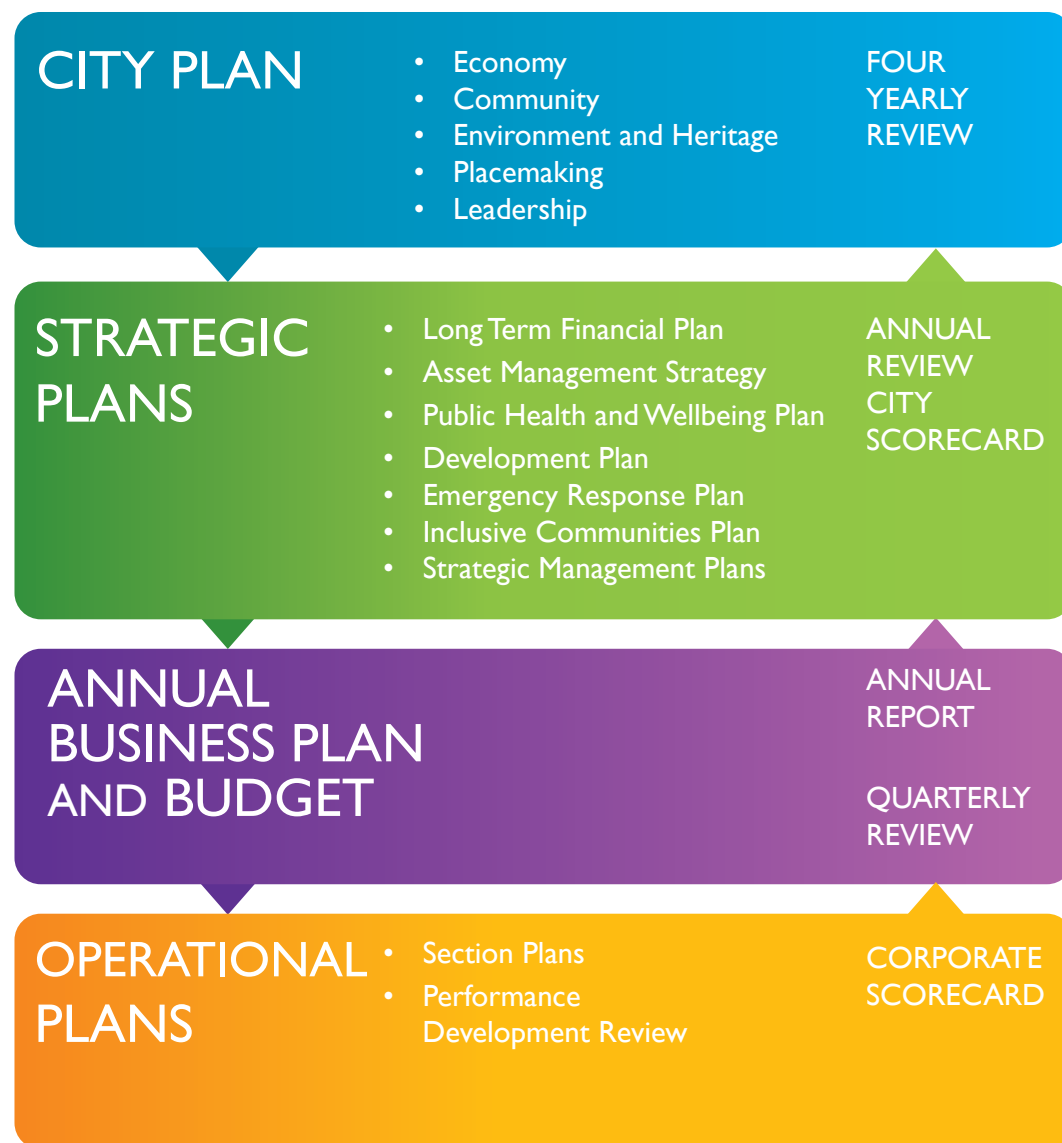 CITY PLAN
• Economy
• Community
• Environment and Heritage
• Placemaking
• Leadership
FOUR
YEARLY
REVIEW
STRATEGIC
PLANS
• Long Term Financial Plan
• Asset Management Strategy
• Public Health and Wellbeing Plan
• Development Plan
• Emergency Response Plan
• Inclusive Communities Plan
• Strategic Management Plans
ANNUAL
REVIEW
CITY
SCORECARD
ANNUAL
BUSINESS PLAN
AND BUDGET
ANNUAL
REPORT
QUARTERLY
REVIEW
OPERATIONAL
PLANS
• Section Plans
• Performance
Development Review
CORPORATE
SCORECARD